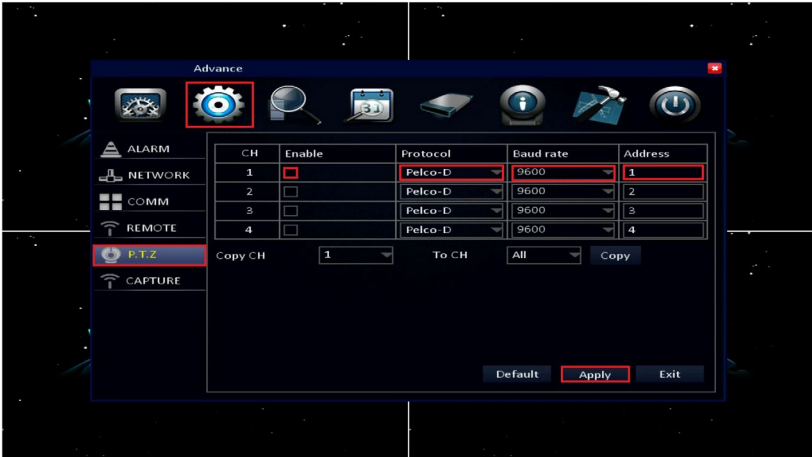 Advance
31
ALARM
NETWORK
COMM
REMOTE
P.T.Z
CAPTURE
CH Enable Protocol Baud rate Address
1 Pelco-D 9600 1
2 Pelco-D 9600 2
3 Pelco-D 9600 3
4 Pelco-D 9600 4
Copy CH 1 To CH All Copy
Default Apply Exit